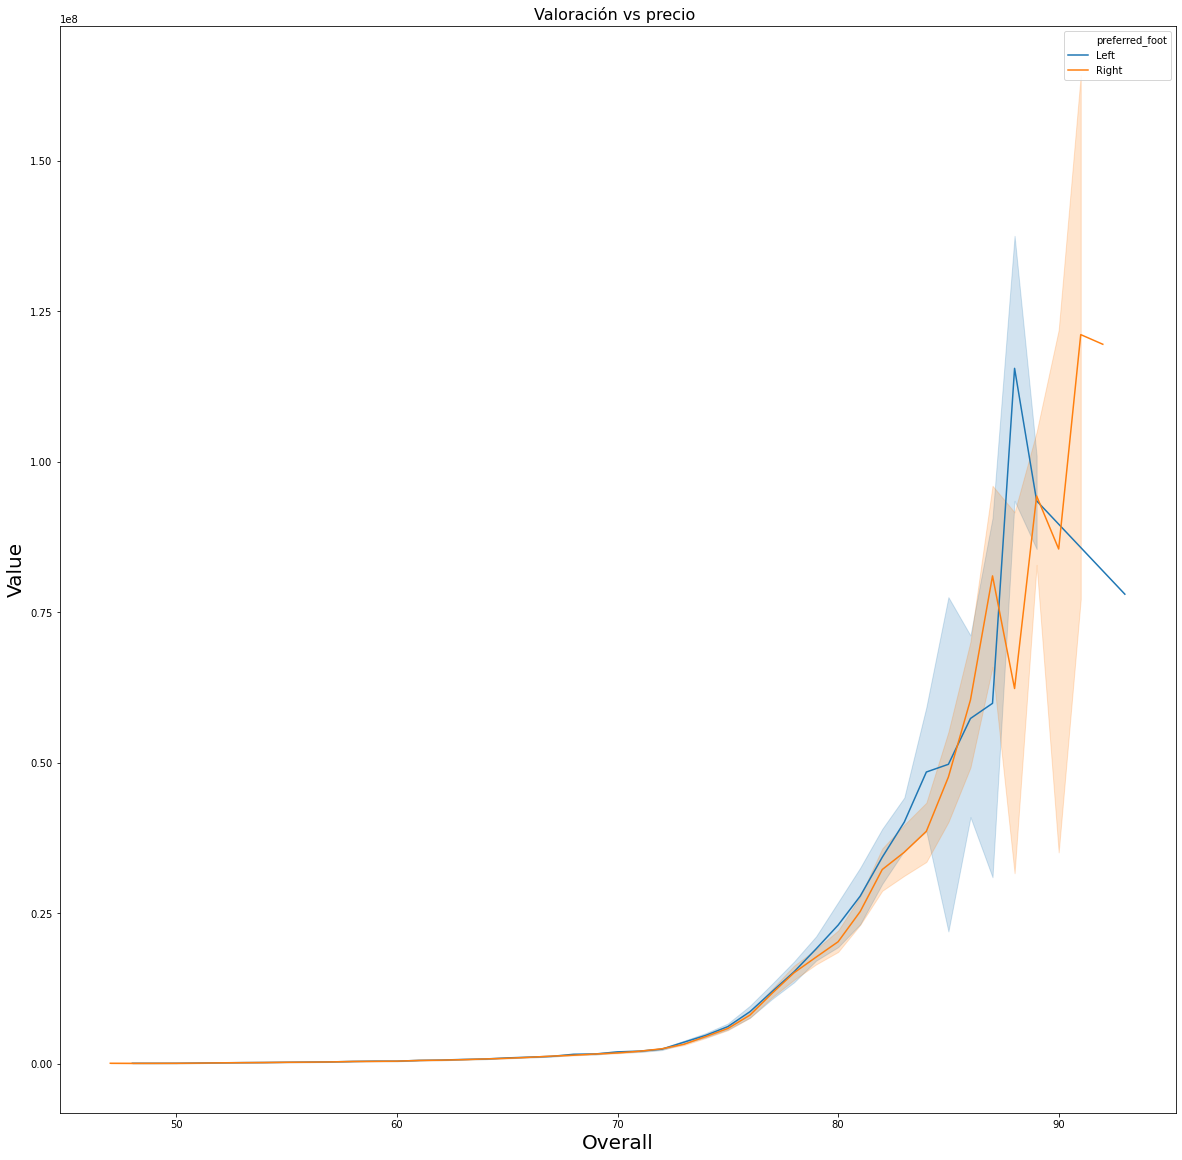 Valoración vs precio
1e8
preferred_foot
Left
Right
1.50
1.25
1.00
0.75
0.50
0.25
0.00
Value
50 60 70 80 90
Overall